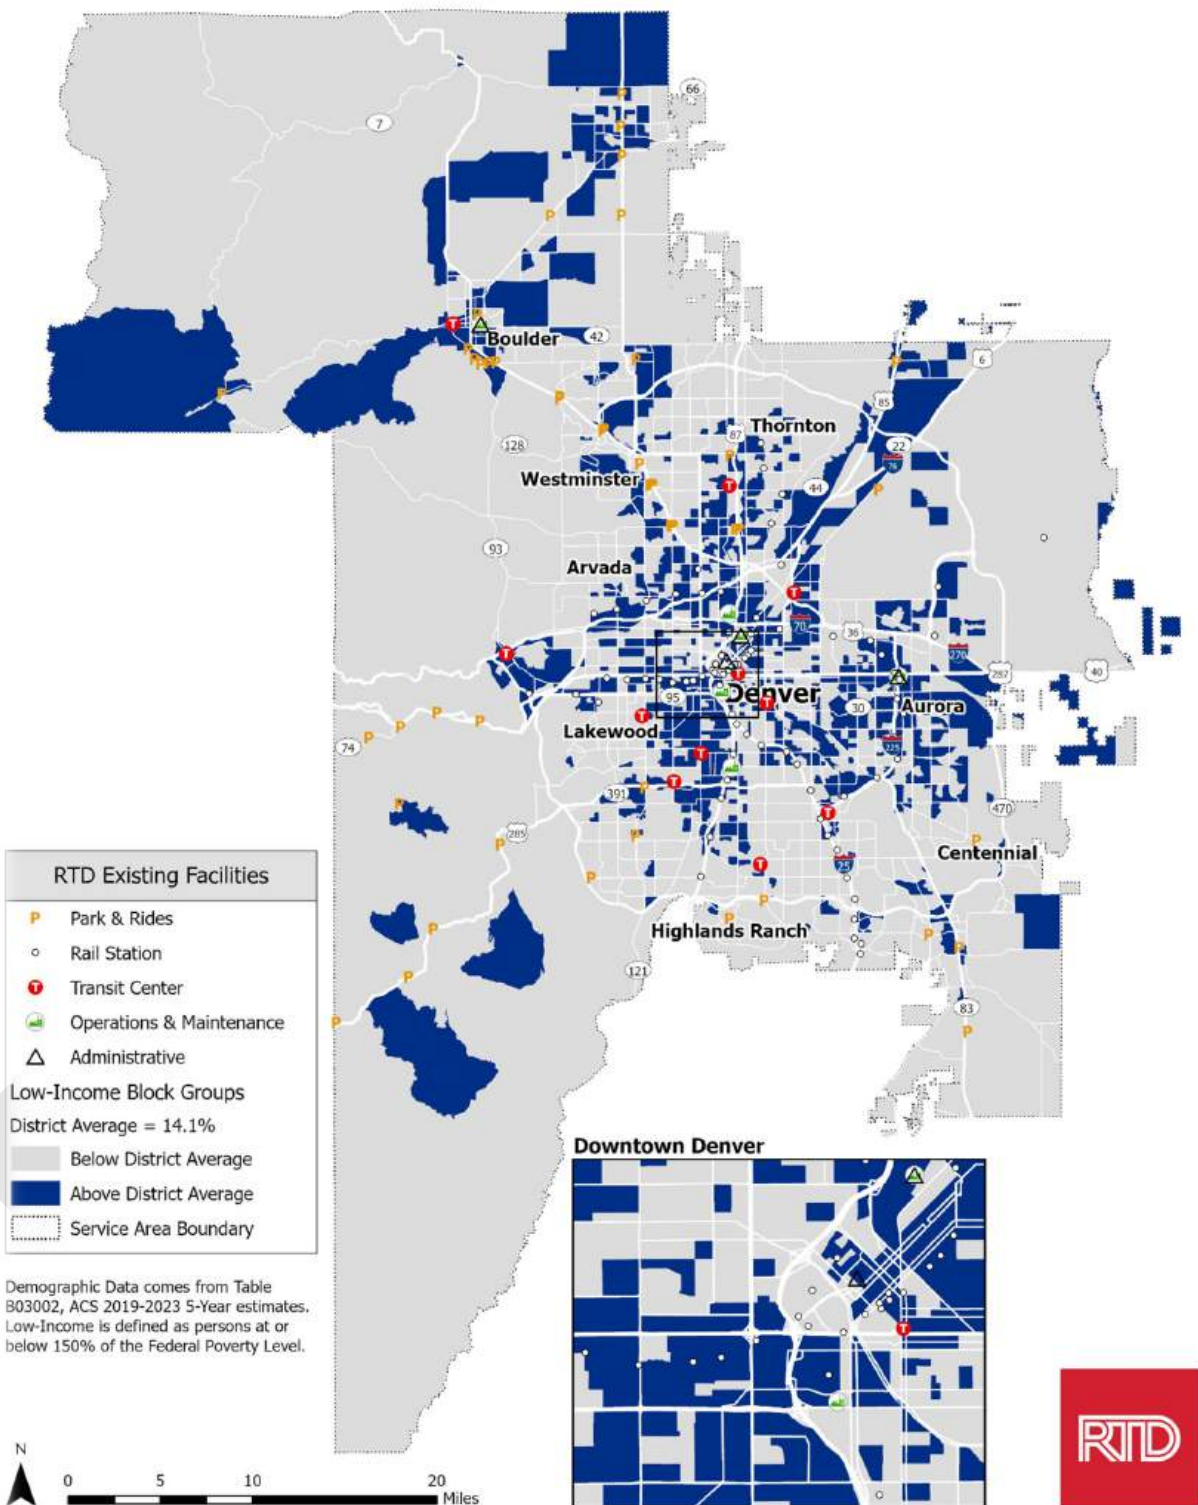 66
7
Boulder
42
6
85
Thornton
87
22
76
128
Westminster
44
93
Arvada
70
36
270
287
40
Denver
95
30
Aurora
Lakewood
74
225
391
470
285
Centennial
25
Highlands Ranch
121
83
RTD Existing Facilities
P Park & Rides
Rail Station
T Transit Center
Operations & Maintenance
Administrative
Low-Income Block Groups
District Average = 14.1%
Below District Average
Above District Average
Service Area Boundary
Demographic Data comes from Table
B03002, ACS 2019-2023 5-Year estimates.
Low-Income is defined as persons at or
below 150% of the Federal Poverty Level.
N
0 5 10 20
Miles
Downtown Denver
RTD